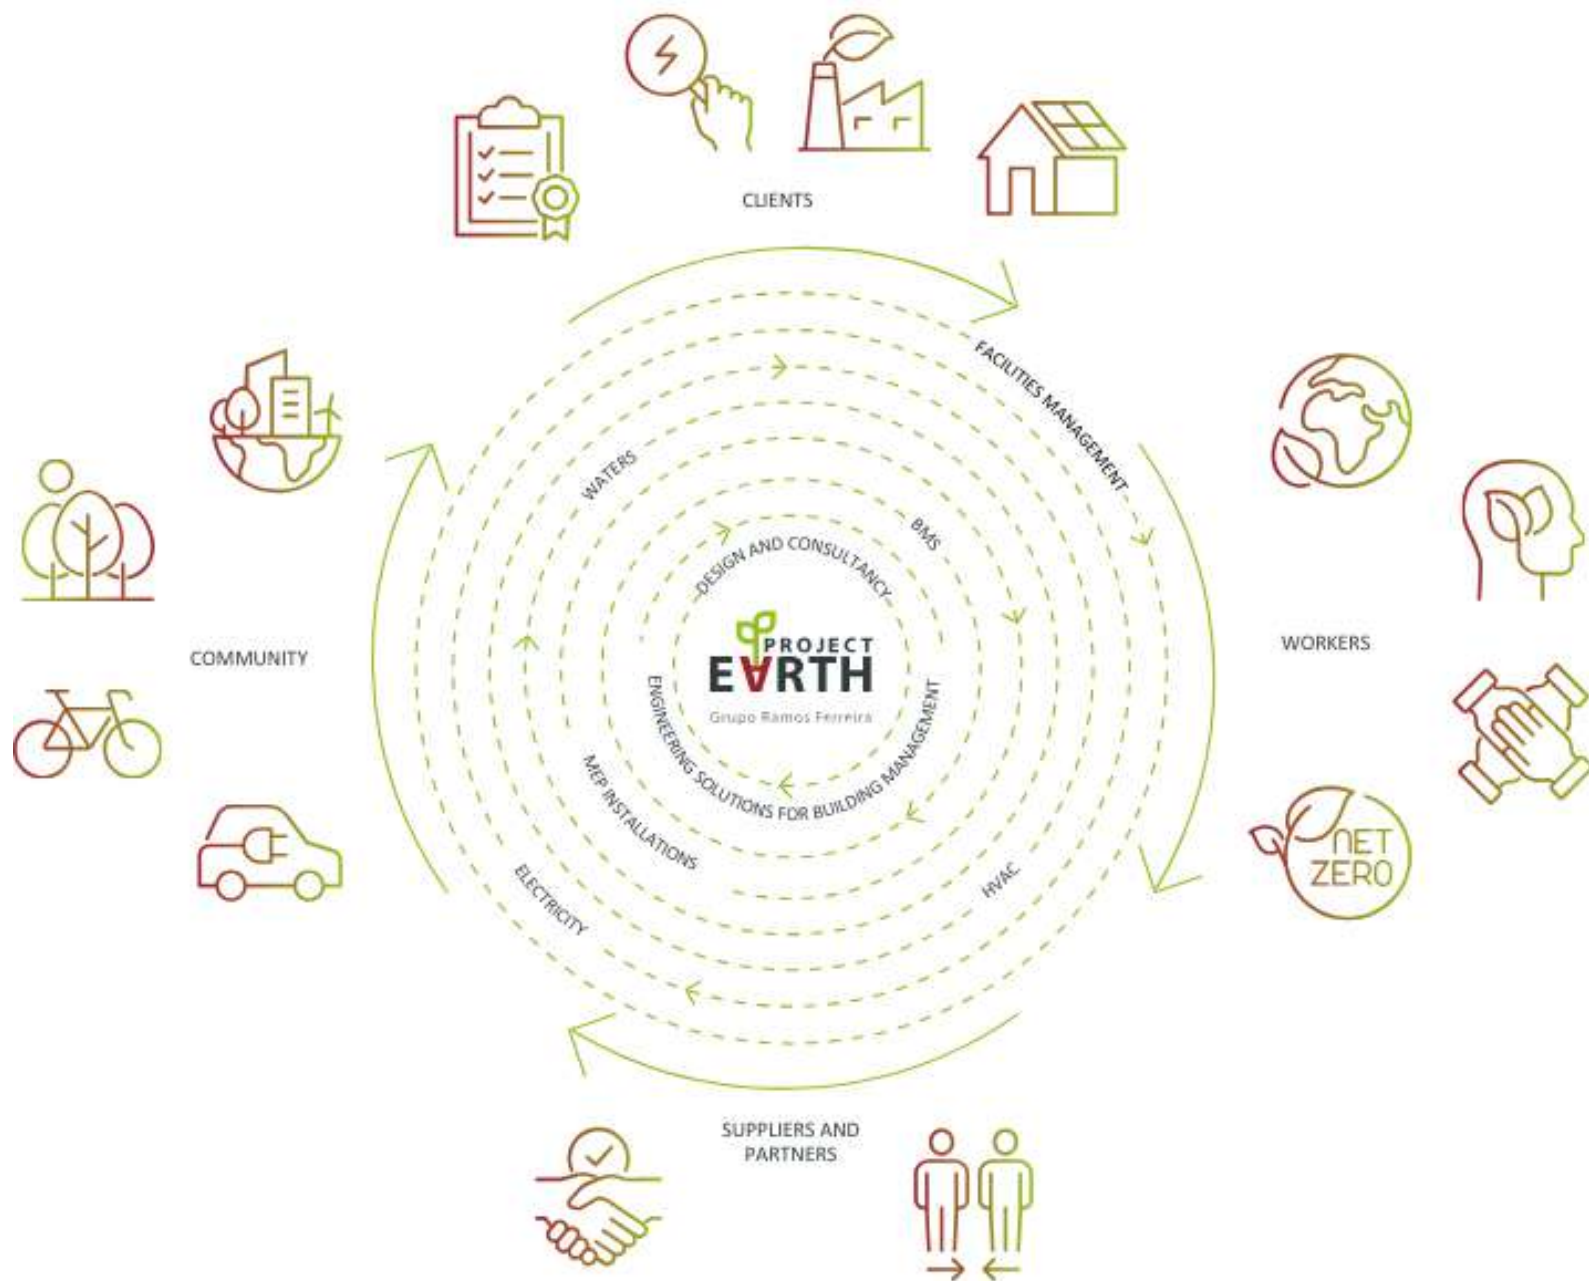 CLIENTS
FACILITIES MANAGEMENT
WATERS
BMS
DESIGN AND CONSULTANCY
PROJECT
EARTH
Grupo Ramos Ferreira
ENGINEERING SOLUTIONS FOR BUILDING MANAGEMENT
MEP INSTALLATIONS
ELECTRICITY
HVAC
COMMUNITY
WORKERS
NET
ZERO
SUPPLIERS AND
PARTNERS